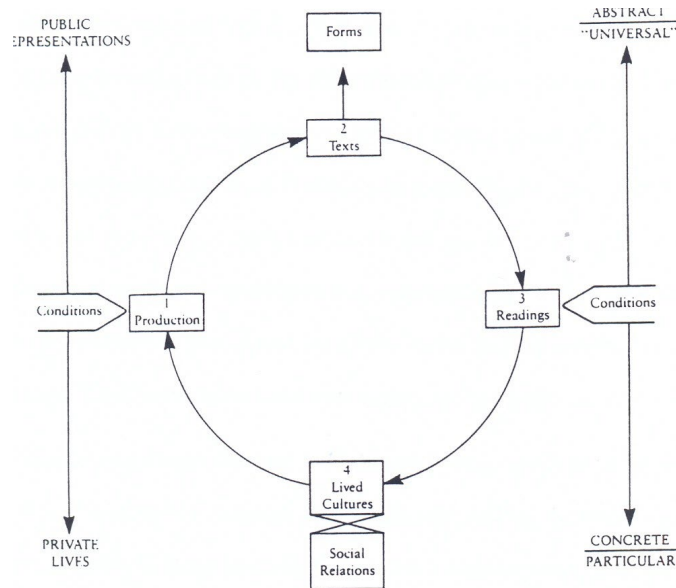 PUBLIC
EPRESENTATIONS
Forms
ABSTRACT
"UNIVERSAL"
2
Texts
Conditions
1
Production
3
Readings
Conditions
4
Lived
Cultures
Social
Relations
PRIVATE
LIVES
CONCRETE
PARTICULAR